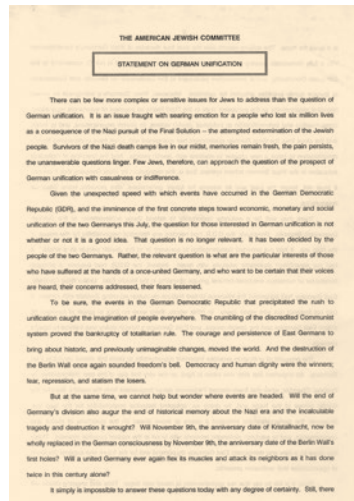 THE AMERICAN JEWISH COMMITTEE
STATEMENT ON GERMAN UNIFICATION
There can be few more complex or sensitive issues for Jews to address than the question of
German unification. It is an issue fraught with searing emotion for a people who lost six million lives
as a consequence of the Nazi pursuit of the Final Solution -- the attempted extermination of the Jewish
people. Survivors of the Nazi death camps live in our midst, memories remain fresh, the pain persists,
the unanswerable questions linger. Few Jews, therefore, can approach the question of the prospect of
German unification with casualness or indifference.
Given the unexpected speed with which events have occurred in the German Democratic
Republic (GDR), and the imminence of the first concrete steps toward economic, monetary and social
unification of the two Germanys this July, the question for those interested in German unification is not
whether or not it is a good idea. That question is no longer relevant. It has been decided by the
people of the two Germanys. Rather, the relevant question is what are the particular interests of those
who have suffered at the hands of a once-united Germany, and who want to be certain that their voices
are heard, their concerns addressed, their fears lessened.
To be sure, the events in the German Democratic Republic that precipitated the rush to
unification caught the imagination of people everywhere. The crumbling of the discredited Communist
system proved the bankruptcy of totalitarian rule. The courage and persistence of East Germans to
bring about historic, and previously unimaginable changes, moved the world. And the destruction of
the Berlin Wall once again sounded freedom's bell. Democracy and human dignity were the winners;
fear, repression, and statism the losers.
But at the same time, we cannot help but wonder where events are headed. Will the end of
Germany's division also augur the end of historical memory about the Nazi era and the incalculable
tragedy and destruction it wrought? Will November 9th, the anniversary date of Kristallnacht, now be
wholly replaced in the German consciousness by November 9th, the anniversary date of the Berlin Wall's
first holes? Will a united Germany ever again flex its muscles and attack its neighbors as it has done
twice in this century alone?
It simply is impossible to answer these questions today with any degree of certainty. Still, there